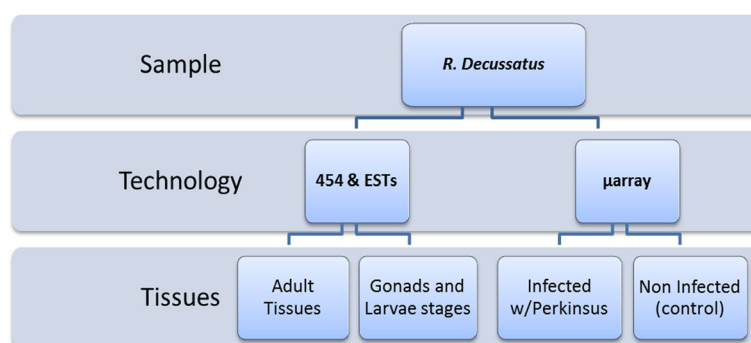 Sample
R. Decussatus
Technology
454 & ESTs
µarray
Tissues
Adult
Tissues
Gonads and
Larvae stages
Infected
w/Perkinsus
Non Infected
(control)